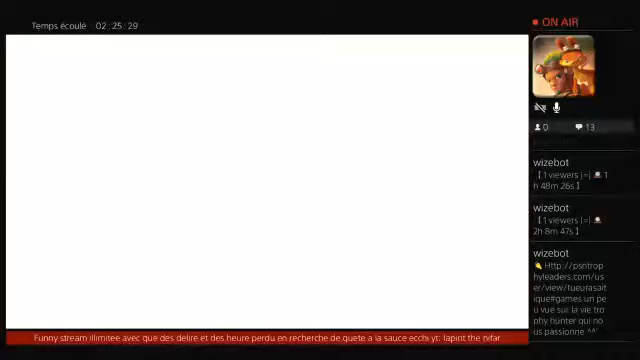 Temps écoulé 02:25:29
ON AIR
0 13
wizebot
【1 viewers (=) 1
h 48m 26s】
wizebot
【1 viewers (=)
2h 8m 47s】
wizebot
Http://psntrop
hyleaders.com/us
er/view/tueurasait
ique#games un pe
u vue sur la vie tro
phy hunter qui no
us passionne ^^'
Funny stream illimitee avec que des delire et des heure perdu en recherche de quete a la sauce ecchi yt: lapint the nifar